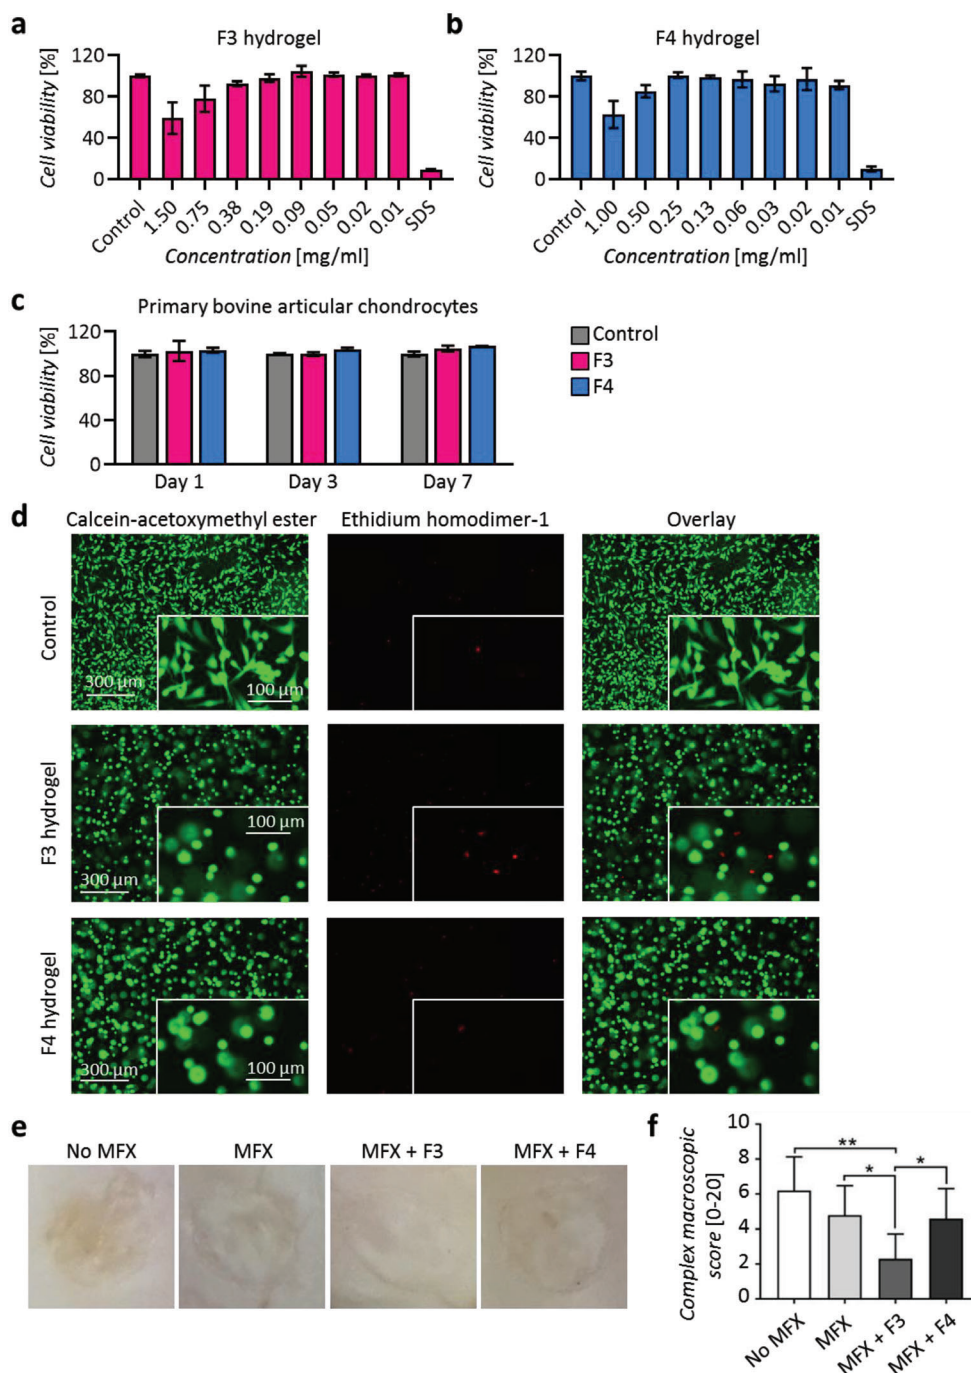 a
F3 hydrogel
Cell viability [%]
120
80
40
0
Control
1.50
0.75
0.38
0.19
0.09
0.05
0.02
0.01
SDS
Concentration [mg/ml]
b
F4 hydrogel
Cell viability [%]
120
80
40
0
Control
1.00
0.50
0.25
0.13
0.06
0.03
0.02
0.01
SDS
Concentration [mg/ml]
c
Primary bovine articular chondrocytes
Cell viability [%]
120
80
40
0
Day 1
Day 3
Day 7
Control
F3
F4
d
Calcein-acetoxymethyl ester
Ethidium homodimer-1
Overlay
Control
300 μm
100 μm
F3 hydrogel
300 μm
100 μm
F4 hydrogel
300 μm
100 μm
e
No MFX
MFX
MFX + F3
MFX + F4
f
Complex macroscopic
score [0-20]
10
8
6
4
2
0
**
*
*
No MFX
MFX
MFX + F3
MFX + F4